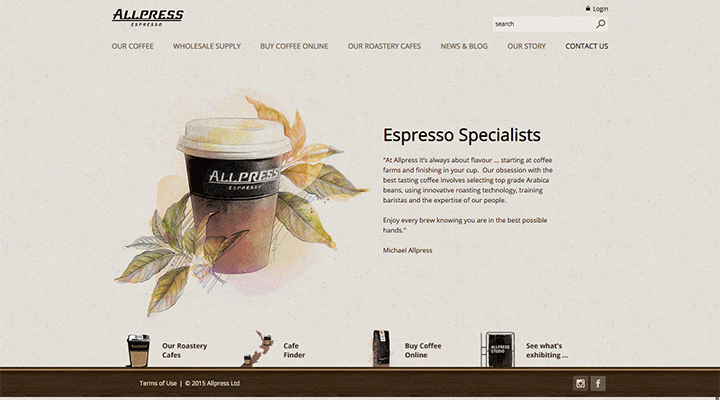 ALLPRESS
ESPRESSO
Login
search
OUR COFFEE WHOLESALE SUPPLY BUY COFFEE ONLINE OUR ROASTERY CAFES NEWS & BLOG OUR STORY CONTACT US
ALLPRESS
ESPRESSO
Espresso Specialists
"At Allpress it's always about flavour ... starting at coffee
farms and finishing in your cup. Our obsession with the
best tasting coffee involves selecting top grade Arabica
beans, using innovative roasting technology, training
baristas and the expertise of our people.
Enjoy every brew knowing you are in the best possible
hands."
Michael Allpress
Our Roastery
Cafes
Cafe
Finder
Buy Coffee
Online
ALLPRESS
STUDIO
See what's
exhibiting ...
Terms of Use | © 2015 Allpress Ltd